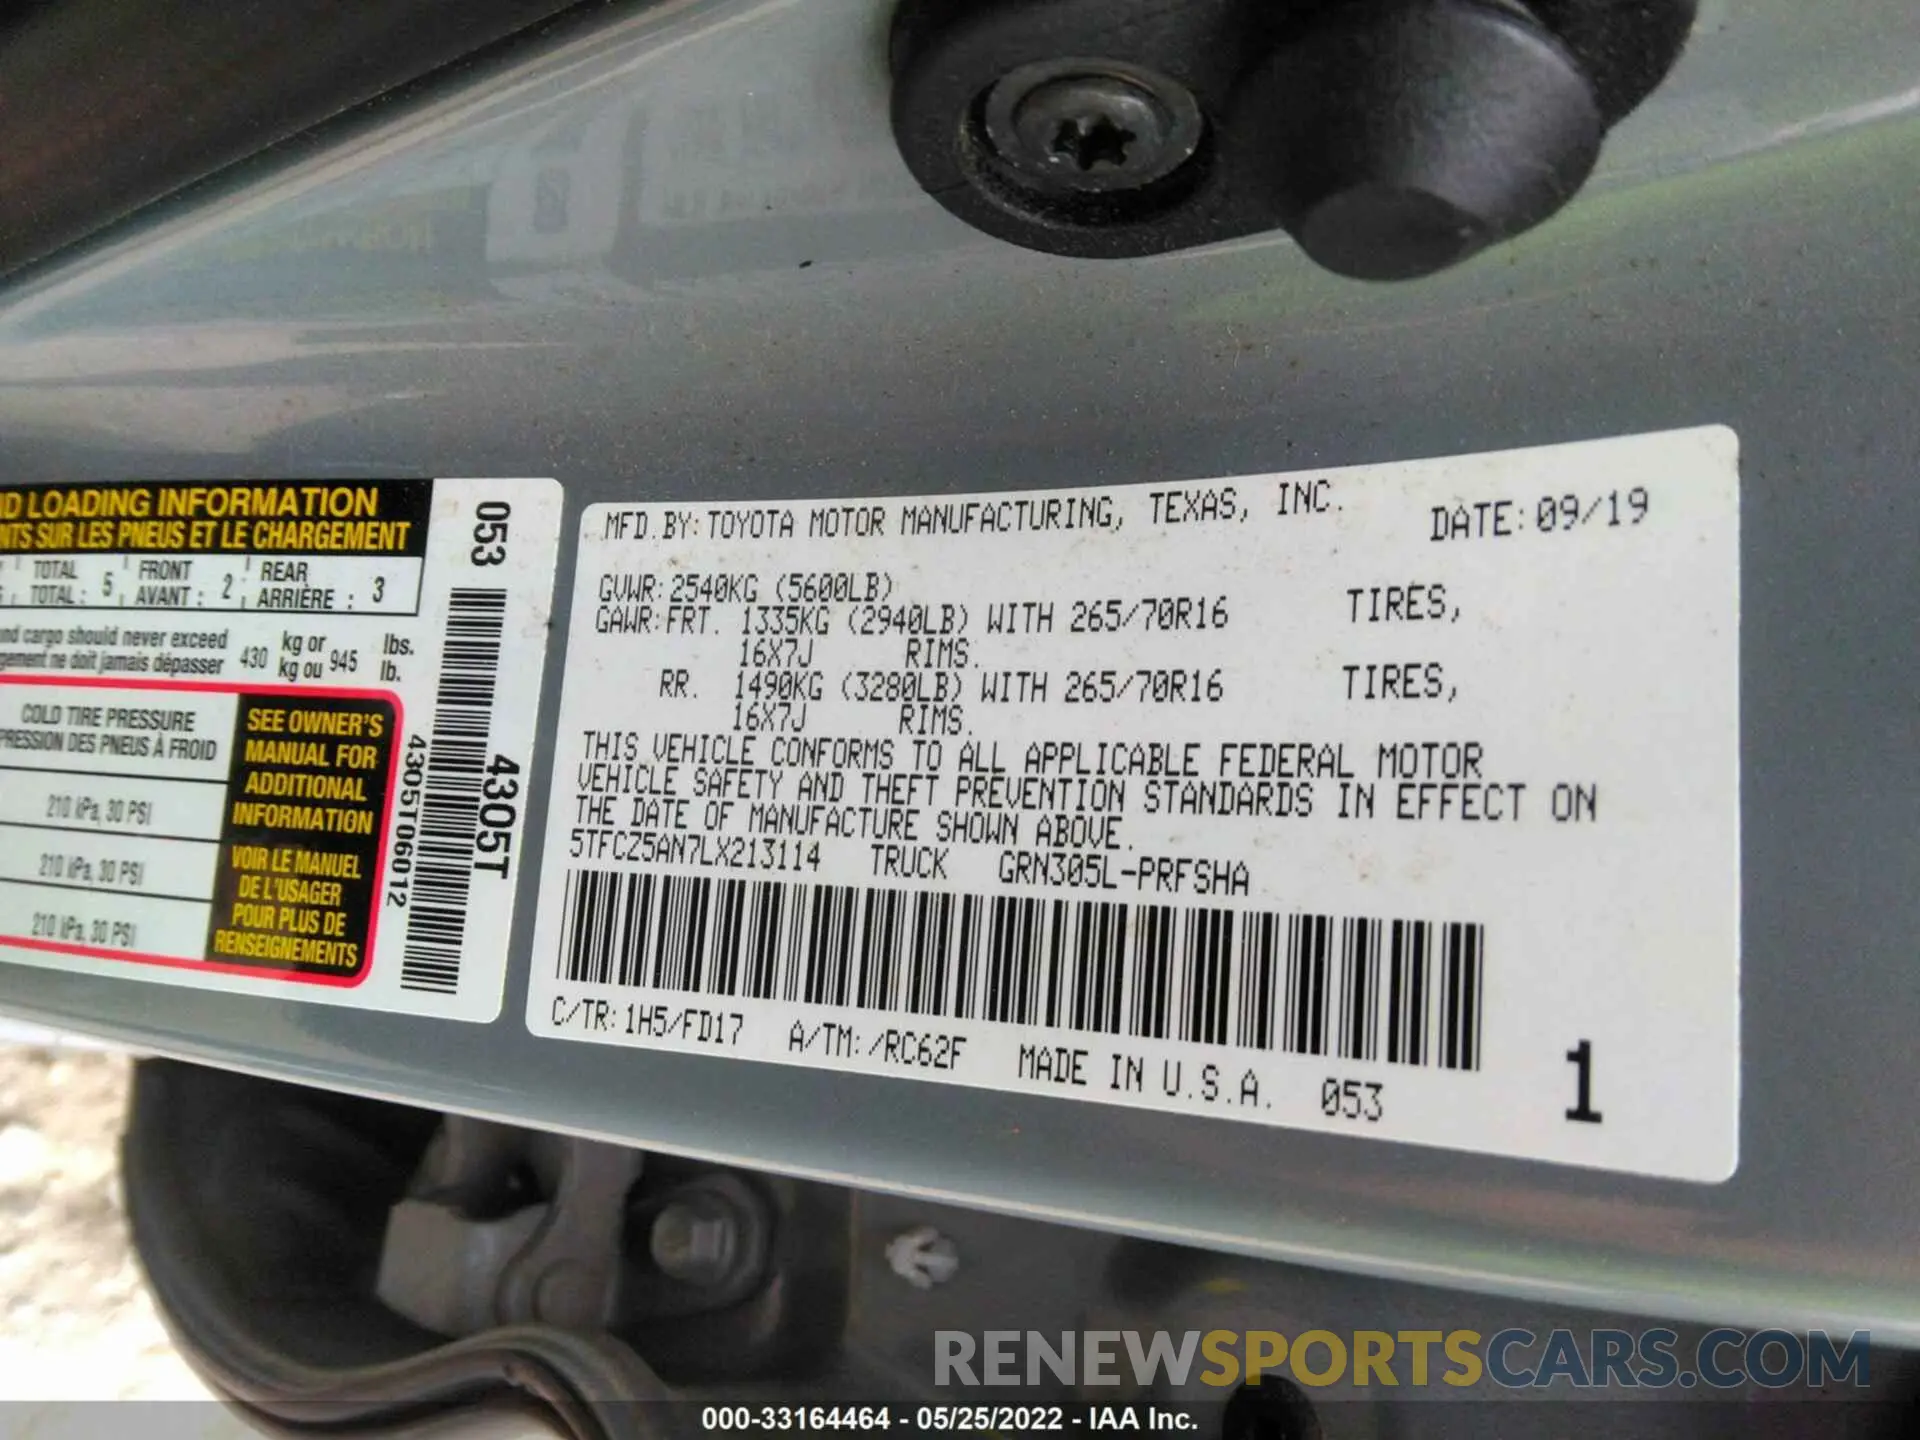 ND LOADING INFORMATION
NTS SUR LES PNEUS ET LE CHARGEMENT
TOTAL 5 FRONT 2 REAR 3
TOTAL : AVANT : ARRIÈRE :
and cargo should never exceed 430 kg or 945 lbs.
gement ne doit jamais dépasser kg ou lb.
COLD TIRE PRESSURE
PRESSION DES PNEUS À FROID
210 kPa, 30 PSI
210 kPa, 30 PSI
210 kPa, 30 PSI
SEE OWNER'S
MANUAL FOR
ADDITIONAL
INFORMATION
VOIR LE MANUEL
DE L'USAGER
POUR PLUS DE
RENSEIGNEMENTS
053
4305T
4305T06012
MFD.BY:TOYOTA MOTOR MANUFACTURING, TEXAS, INC. DATE:09/19
GVWR:2540KG (5600LB)
GAWR:FRT. 1335KG (2940LB) WITH 265/70R16 TIRES,
16X7J RIMS.
RR. 1490KG (3280LB) WITH 265/70R16 TIRES,
16X7J RIMS.
THIS VEHICLE CONFORMS TO ALL APPLICABLE FEDERAL MOTOR
VEHICLE SAFETY AND THEFT PREVENTION STANDARDS IN EFFECT ON
THE DATE OF MANUFACTURE SHOWN ABOVE.
5TFCZ5AN7LX213114 TRUCK GRN305L-PRFSHA
C/TR:1H5/FD17 A/TM:/RC62F MADE IN U.S.A. 053
1
RENEWSPORTSCARS.COM
000-33164464 - 05/25/2022 - IAA Inc.